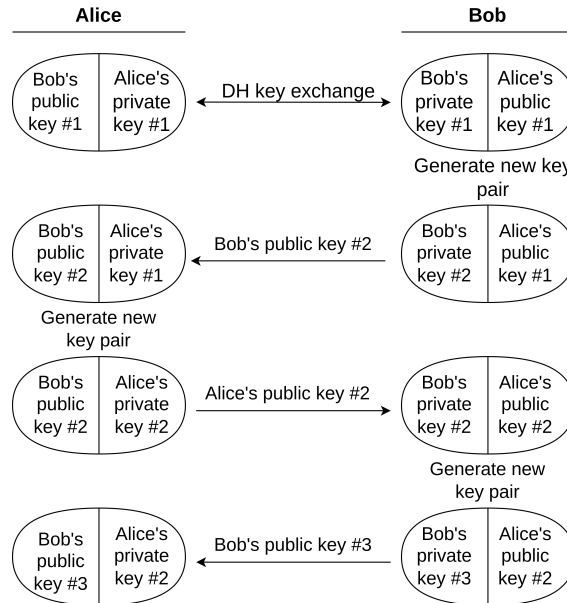 Alice
Bob
Bob's
public
key #1
Alice's
private
key #1
DH key exchange
Bob's
private
key #1
Alice's
public
key #1
Generate new key
pair
Bob's
public
key #2
Alice's
private
key #1
Bob's public key #2
Bob's
private
key #2
Alice's
public
key #1
Generate new
key pair
Bob's
public
key #2
Alice's
private
key #2
Alice's public key #2
Bob's
private
key #2
Alice's
public
key #2
Generate new
key pair
Bob's
public
key #3
Alice's
private
key #2
Bob's public key #3
Bob's
private
key #3
Alice's
public
key #2